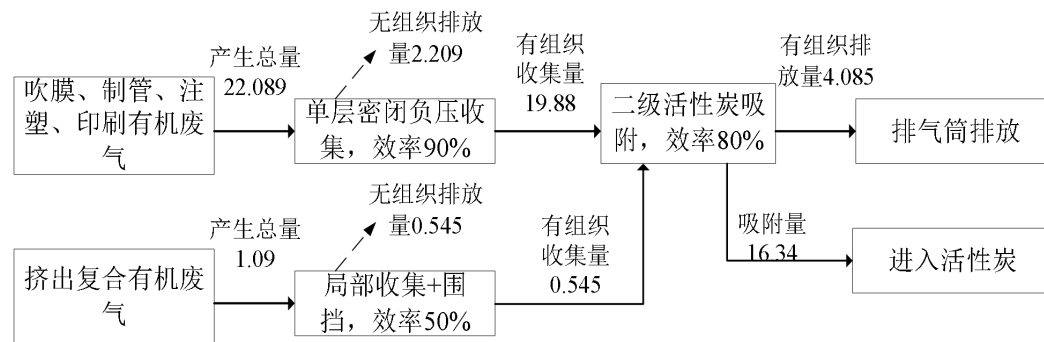 产生总量
22.089
无组织排放
量2.209
有组织
收集量
19.88
有组织排
放量4.085
吹膜、制管、注
塑、印刷有机废
气
单层密闭负压收
集，效率90%
二级活性炭吸
附，效率80%
排气筒排放
产生总量
1.09
无组织排放
量0.545
有组织
收集量
0.545
吸附量
16.34
挤出复合有机废
气
局部收集+围
挡，效率50%
进入活性炭